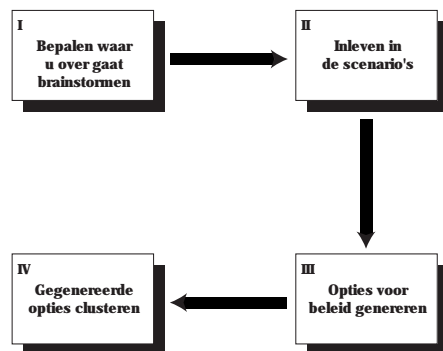 I
Bepalen waar
u over gaat
brainstormen
II
Inleven in
de scenario's
III
Opties voor
beleid genereren
IV
Gegenereerde
opties clusteren